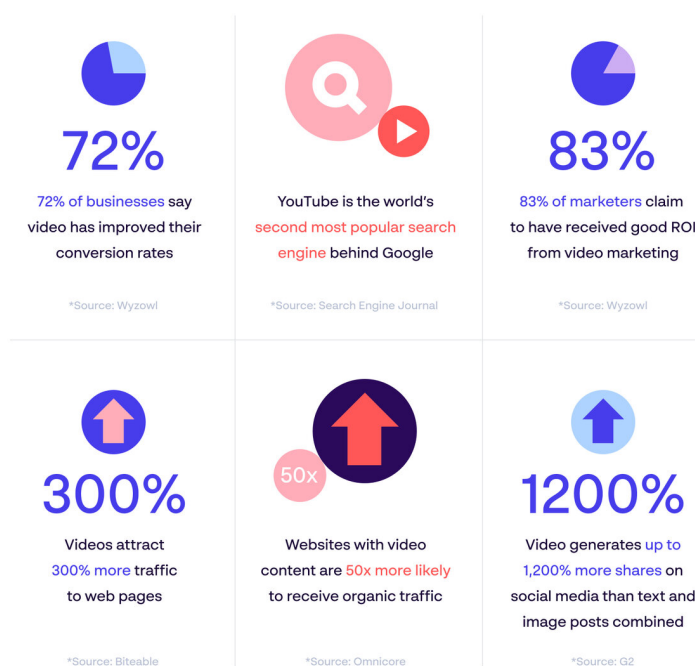 72%
72% of businesses say
video has improved their
conversion rates
*Source: Wyzowl
YouTube is the world's
second most popular search
engine behind Google
*Source: Search Engine Journal
83%
83% of marketers claim
to have received good ROI
from video marketing
*Source: Wyzowl
300%
Videos attract
300% more traffic
to web pages
*Source: Biteable
50x
Websites with video
content are 50x more likely
to receive organic traffic
*Source: Omnicore
1200%
Video generates up to
1,200% more shares on
social media than text and
image posts combined
*Source: G2